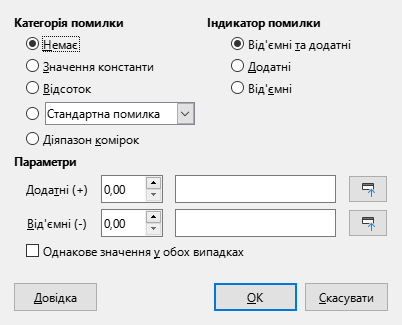 Категорія помилки
Немає
Значення константи
Відсоток
Стандартна помилка
Діяпазон комірок
Індикатор помилки
Від'ємні та додатні
Додатні
Від'ємні
Параметри
Додатні (+) 0,00
Від'ємні (-) 0,00
Однакове значення у обох випадках
Довідка OK Скасувати